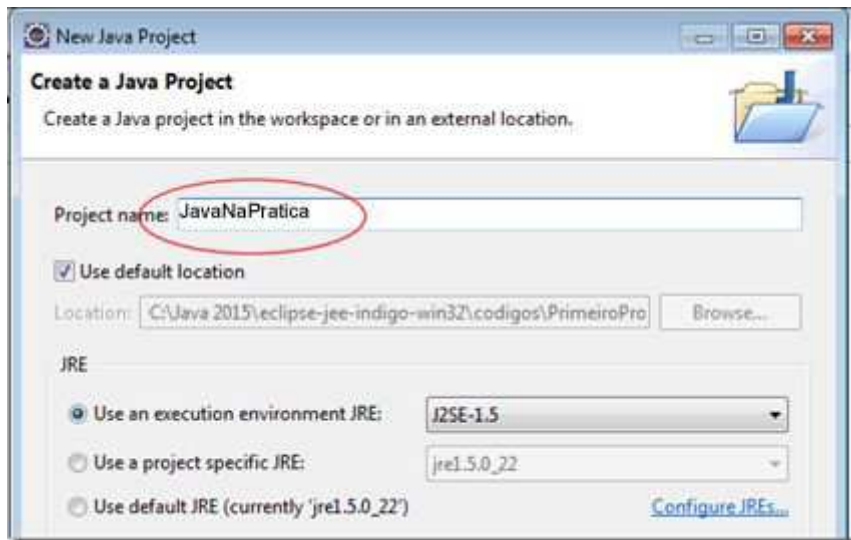 New Java Project
Create a Java Project
Create a Java project in the workspace or in an external location.
Project name: JavaNaPratica
Use default location
Location: C:\Java 2015\eclipse-jee-indigo-win32\codigos\PrimeiroPro Browse...
JRE
Use an execution environment JRE: J2SE-1.5
Use a project specific JRE: jre1.5.0_22
Use default JRE (currently 'jre1.5.0_22') Configure JREs...